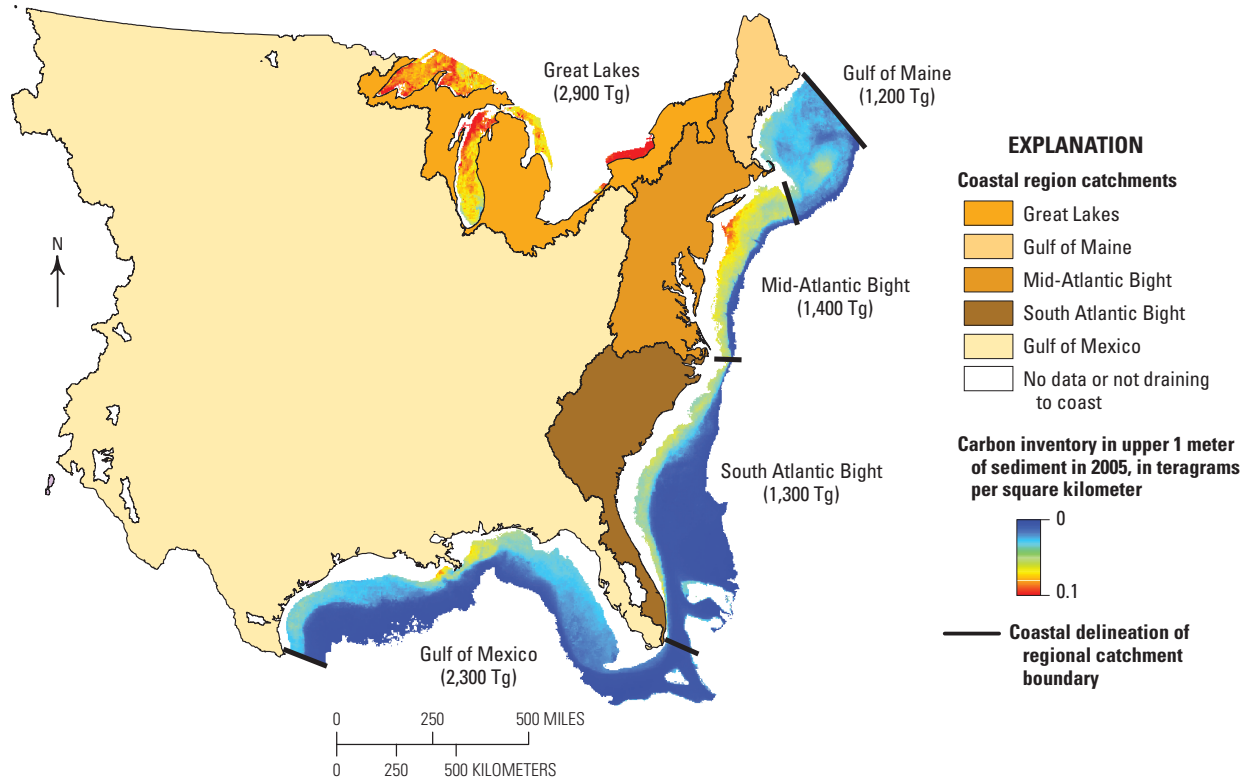 Great Lakes
(2,900 Tg)
Gulf of Maine
(1,200 Tg)
N
Mid-Atlantic Bight
(1,400 Tg)
South Atlantic Bight
(1,300 Tg)
Gulf of Mexico
(2,300 Tg)
0 250 500 MILES
0 250 500 KILOMETERS
EXPLANATION
Coastal region catchments
Great Lakes
Gulf of Maine
Mid-Atlantic Bight
South Atlantic Bight
Gulf of Mexico
No data or not draining
to coast
Carbon inventory in upper 1 meter
of sediment in 2005, in teragrams
per square kilometer
0
0.1
Coastal delineation of
regional catchment
boundary